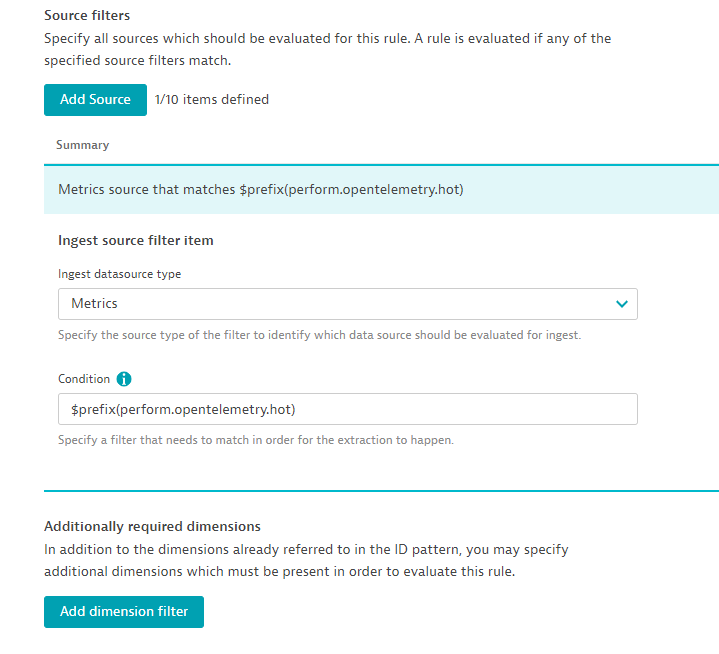 Source filters
Specify all sources which should be evaluated for this rule. A rule is evaluated if any of the
specified source filters match.
Add Source 1/10 items defined
Summary
Metrics source that matches $prefix(perform.opentelemetry.hot)
Ingest source filter item
Ingest datasource type
Metrics
Specify the source type of the filter to identify which data source should be evaluated for ingest.
Condition i
$prefix(perform.opentelemetry.hot)
Specify a filter that needs to match in order for the extraction to happen.
Additionally required dimensions
In addition to the dimensions already referred to in the ID pattern, you may specify
additional dimensions which must be present in order to evaluate this rule.
Add dimension filter